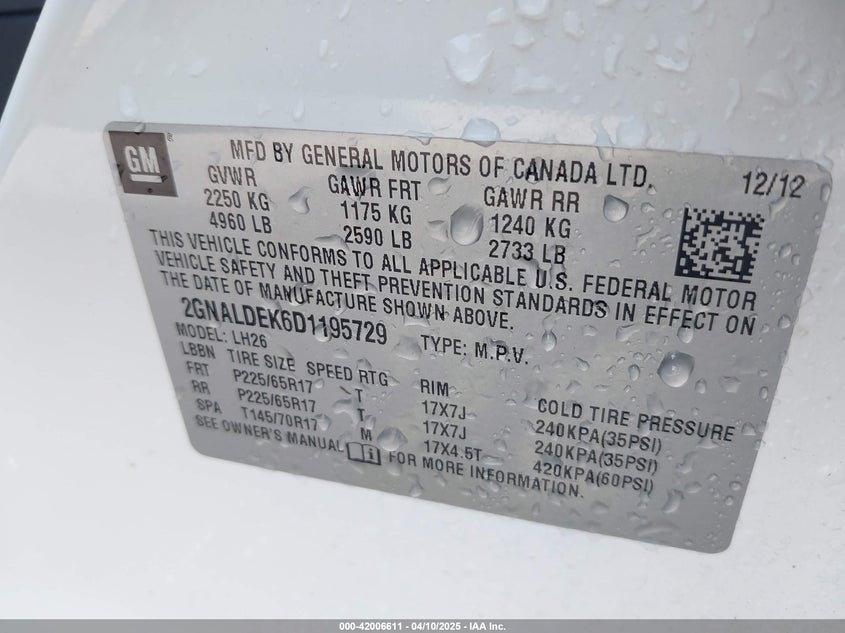 GM
MFD BY GENERAL MOTORS OF CANADA LTD. 12/12
GVWR GAWR FRT GAWR RR
2250 KG 1175 KG 1240 KG
4960 LB 2590 LB 2733 LB
THIS VEHICLE CONFORMS TO ALL APPLICABLE U.S. FEDERAL MOTOR
VEHICLE SAFETY AND THEFT PREVENTION STANDARDS IN EFFECT ON
THE DATE OF MANUFACTURE SHOWN ABOVE.
2GNALDEK6D1195729 TYPE: M.P.V.
MODEL: LH26
LBBN TIRE SIZE SPEED RTG RIM COLD TIRE PRESSURE
FRT P225/65R17 T 17X7J 240KPA(35PSI)
RR P225/65R17 T 17X7J 240KPA(35PSI)
SPA T145/70R17 M 17X4.5T 420KPA(60PSI)
SEE OWNER'S MANUAL FOR MORE INFORMATION.
000-42006611 - 04/10/2025 - IAA Inc.